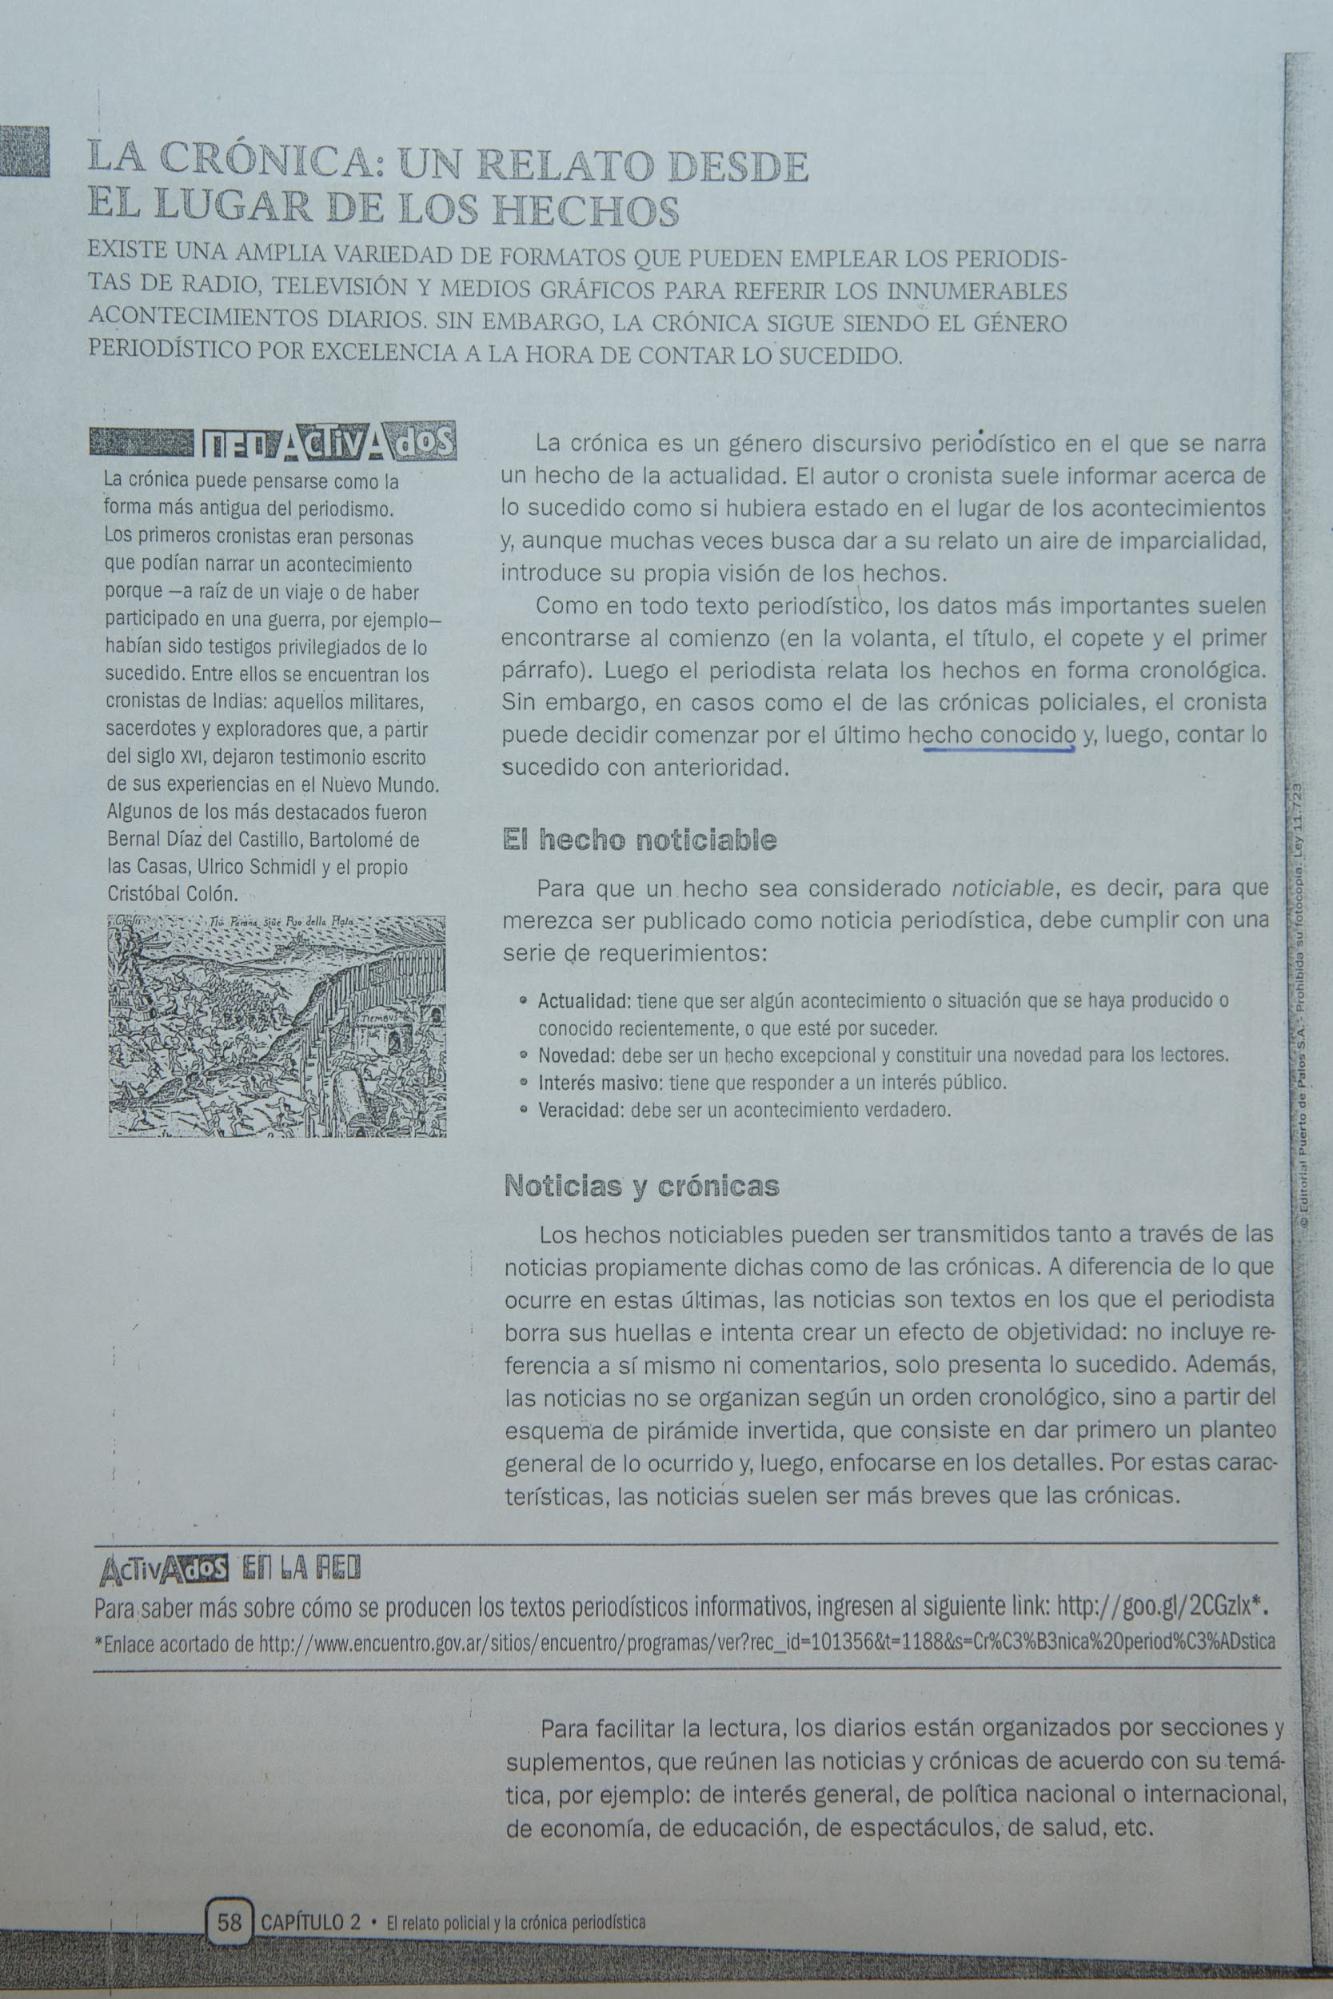 LA CRÓNICA: UN RELATO DESDE
EL LUGAR DE LOS HECHOS
EXISTE UNA AMPLIA VARIEDAD DE FORMATOS QUE PUEDEN EMPLEAR LOS PERIODIS-
TAS DE RADIO, TELEVISIÓN Y MEDIOS GRÁFICOS PARA REFERIR LOS INNUMERABLES
ACONTECIMIENTOS DIARIOS. SIN EMBARGO, LA CRÓNICA SIGUE SIENDO EL GÉNERO
PERIODÍSTICO POR EXCELENCIA A LA HORA DE CONTAR LO SUCEDIDO.
NEO ACTIVADOS
La crónica puede pensarse como la
forma más antigua del periodismo.
Los primeros cronistas eran personas
que podían narrar un acontecimiento
porque —a raíz de un viaje o de haber
participado en una guerra, por ejemplo—
habían sido testigos privilegiados de lo
sucedido. Entre ellos se encuentran los
cronistas de Indias: aquellos militares,
sacerdotes y exploradores que, a partir
del siglo XVI, dejaron testimonio escrito
de sus experiencias en el Nuevo Mundo.
Algunos de los más destacados fueron
Bernal Díaz del Castillo, Bartolomé de
las Casas, Ulrico Schmidl y el propio
Cristóbal Colón.
della Plata
TIEMBUS
La crónica es un género discursivo periodístico en el que se narra
un hecho de la actualidad. El autor o cronista suele informar acerca de
lo sucedido como si hubiera estado en el lugar de los acontecimientos
y, aunque muchas veces busca dar a su relato un aire de imparcialidad,
introduce su propia visión de los hechos.
Como en todo texto periodístico, los datos más importantes suelen
encontrarse al comienzo (en la volanta, el título, el copete y el primer
párrafo). Luego el periodista relata los hechos en forma cronológica.
Sin embargo, en casos como el de las crónicas policiales, el cronista
puede decidir comenzar por el último hecho conocido y, luego, contar lo
sucedido con anterioridad.
El hecho noticiable
Para que un hecho sea considerado noticiable, es decir, para que
merezca ser publicado como noticia periodística, debe cumplir con una
serie de requerimientos:
• Actualidad: tiene que ser algún acontecimiento o situación que se haya producido o
conocido recientemente, o que esté por suceder.
• Novedad: debe ser un hecho excepcional y constituir una novedad para los lectores.
• Interés masivo: tiene que responder a un interés público.
• Veracidad: debe ser un acontecimiento verdadero.
Noticias y crónicas
Los hechos noticiables pueden ser transmitidos tanto a través de las
noticias propiamente dichas como de las crónicas. A diferencia de lo que
ocurre en estas últimas, las noticias son textos en los que el periodista
borra sus huellas e intenta crear un efecto de objetividad: no incluye re-
ferencia a sí mismo ni comentarios, solo presenta lo sucedido. Además,
las noticias no se organizan según un orden cronológico, sino a partir del
esquema de pirámide invertida, que consiste en dar primero un planteo
general de lo ocurrido y, luego, enfocarse en los detalles. Por estas carac-
terísticas, las noticias suelen ser más breves que las crónicas.
© Editorial Puerto de Palos S.A. - Prohibida su fotocopia. Ley 11.723
ACTIVADOS EN LA RED
Para saber más sobre cómo se producen los textos periodísticos informativos, ingresen al siguiente link: http://goo.gl/2CGzlx*.
*Enlace acortado de http://www.encuentro.gov.ar/sitios/encuentro/programas/ver?rec_id=101356&t=1188&s=Cr%C3%B3nica%20period%C3%ADstica
Para facilitar la lectura, los diarios están organizados por secciones y
suplementos, que reúnen las noticias y crónicas de acuerdo con su temá-
tica, por ejemplo: de interés general, de política nacional o internacional,
de economía, de educación, de espectáculos, de salud, etc.
58 CAPÍTULO 2 • El relato policial y la crónica periodística